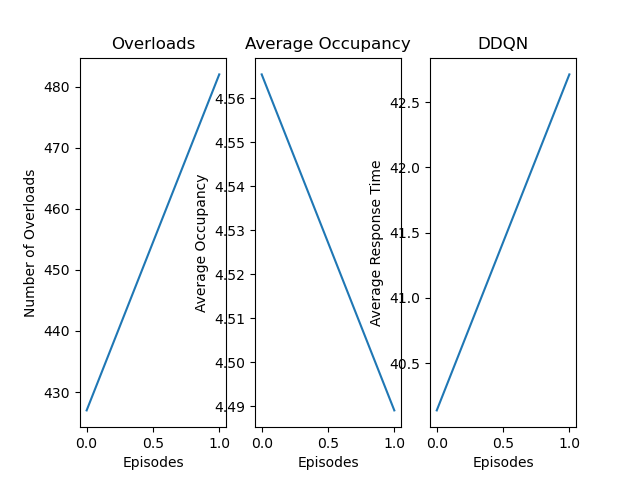 Overloads
Number of Overloads
480
470
460
450
440
430
0.0 0.5 1.0
Episodes
Average Occupancy
Average Occupancy
4.56
4.55
4.54
4.53
4.52
4.51
4.50
4.49
0.0 0.5 1.0
Episodes
DDQN
Average Response Time
42.5
42.0
41.5
41.0
40.5
0.0 0.5 1.0
Episodes